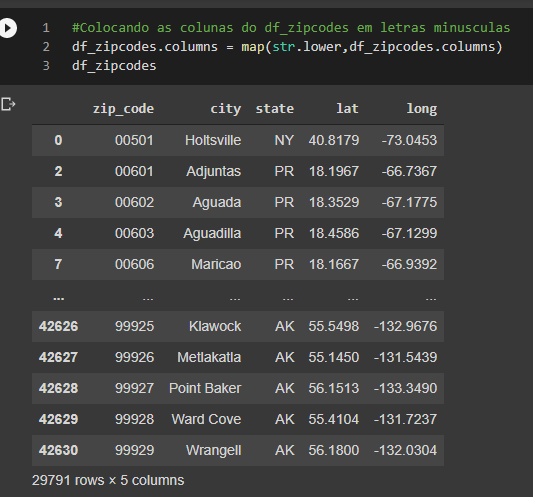 1 #Colocando as colunas do df_zipcodes em letras minusculas
2 df_zipcodes.columns = map(str.lower,df_zipcodes.columns)
3 df_zipcodes
zip_code city state lat long
0 00501 Holtsville NY 40.8179 -73.0453
2 00601 Adjuntas PR 18.1967 -66.7367
3 00602 Aguada PR 18.3529 -67.1775
4 00603 Aguadilla PR 18.4586 -67.1299
7 00606 Maricao PR 18.1667 -66.9392
... ... ... ... ... ...
42626 99925 Klawock AK 55.5498 -132.9676
42627 99926 Metlakatla AK 55.1450 -131.5439
42628 99927 Point Baker AK 56.1513 -133.3490
42629 99928 Ward Cove AK 55.4104 -131.7237
42630 99929 Wrangell AK 56.1800 -132.0304
29791 rows × 5 columns